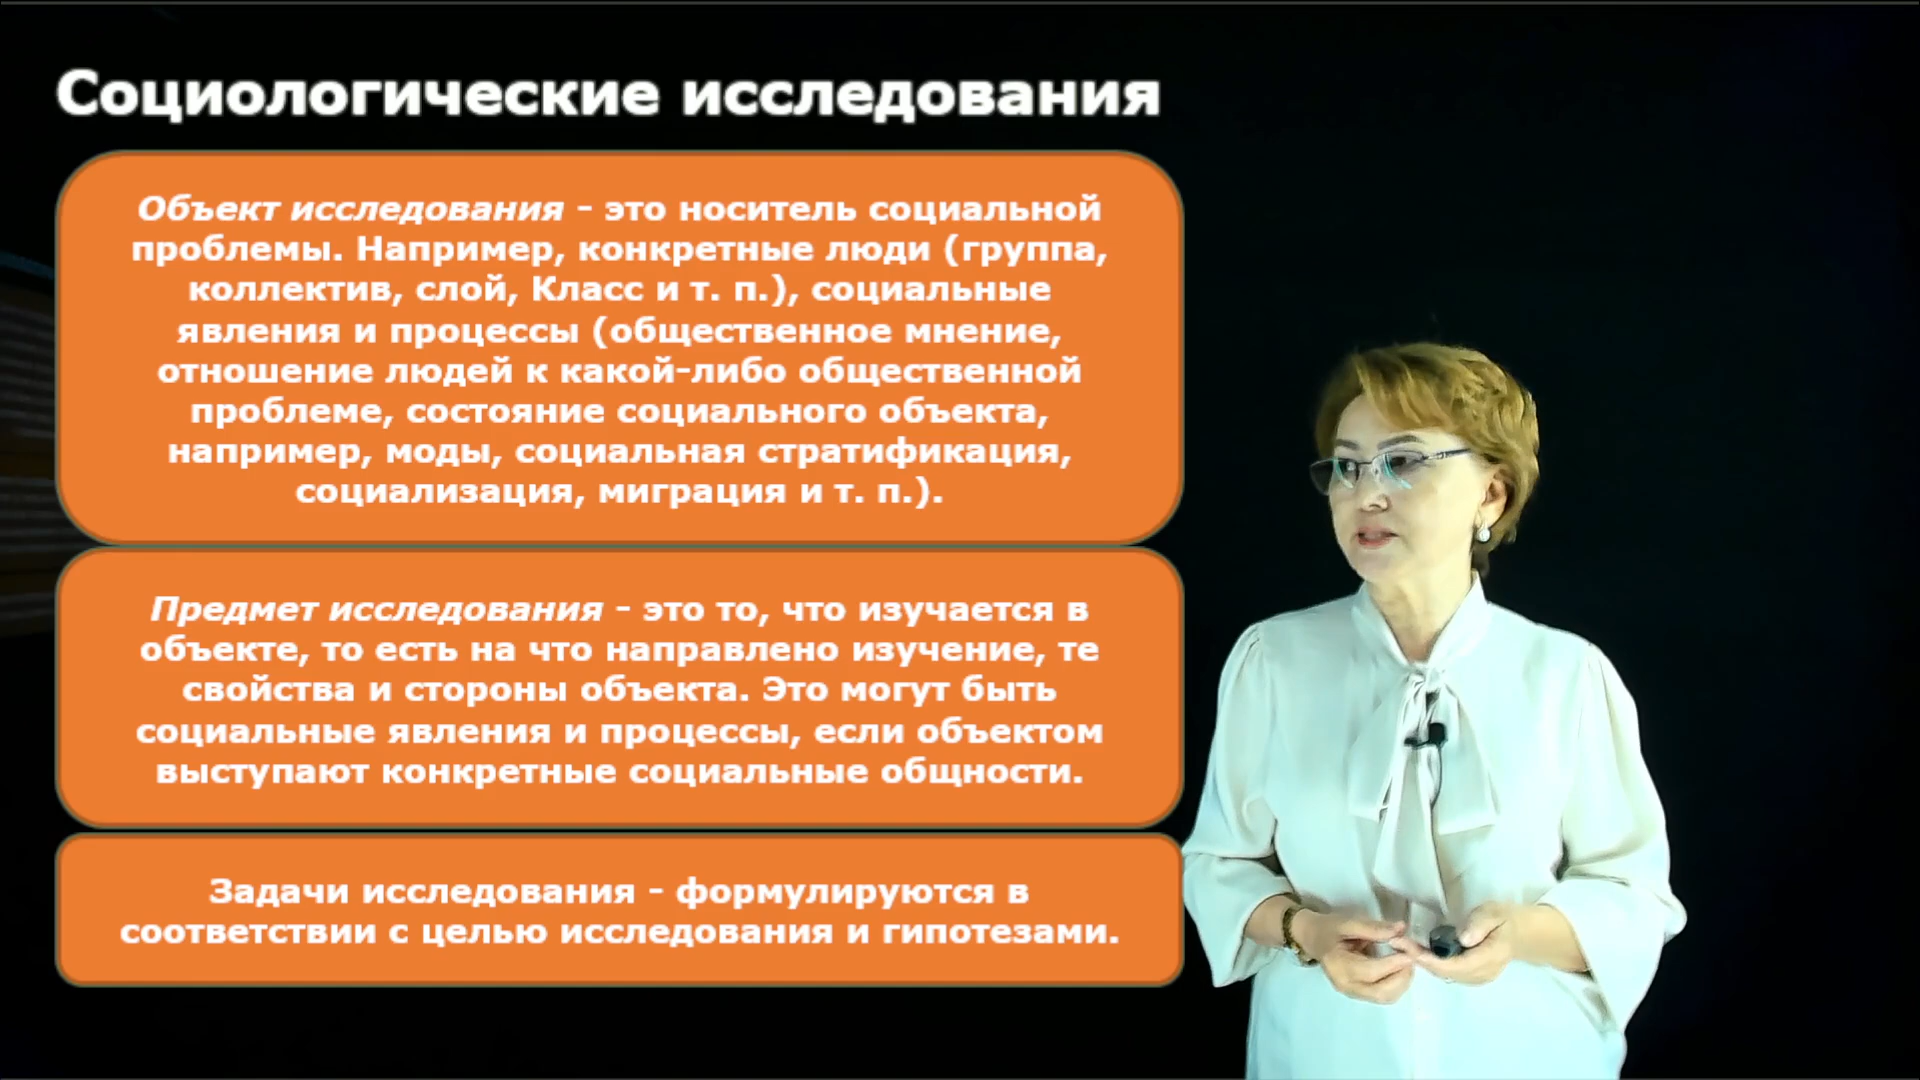 Социологические исследования
Объект исследования - это носитель социальной
проблемы. Например, конкретные люди (группа,
коллектив, слой, Класс и т. п.), социальные
явления и процессы (общественное мнение,
отношение людей к какой-либо общественной
проблеме, состояние социального объекта,
например, моды, социальная стратификация,
социализация, миграция и т. п.).
Предмет исследования - это то, что изучается в
объекте, то есть на что направлено изучение, те
свойства и стороны объекта. Это могут быть
социальные явления и процессы, если объектом
выступают конкретные социальные общности.
Задачи исследования - формулируются в
соответствии с целью исследования и гипотезами.